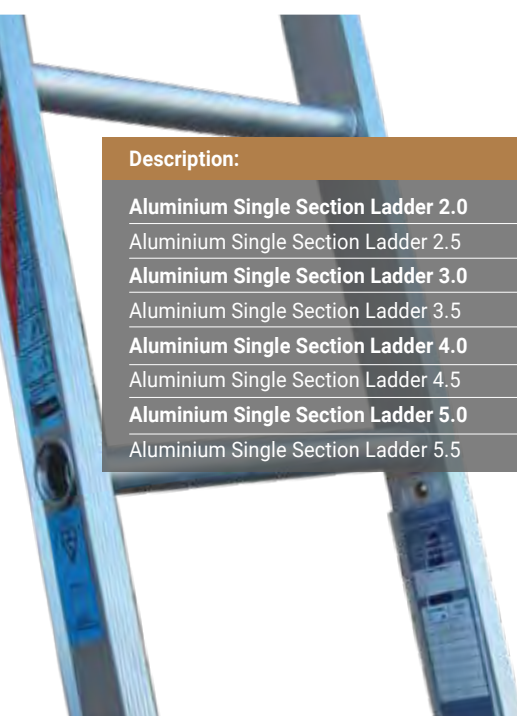 Description:
Aluminium Single Section Ladder 2.0
Aluminium Single Section Ladder 2.5
Aluminium Single Section Ladder 3.0
Aluminium Single Section Ladder 3.5
Aluminium Single Section Ladder 4.0
Aluminium Single Section Ladder 4.5
Aluminium Single Section Ladder 5.0
Aluminium Single Section Ladder 5.5